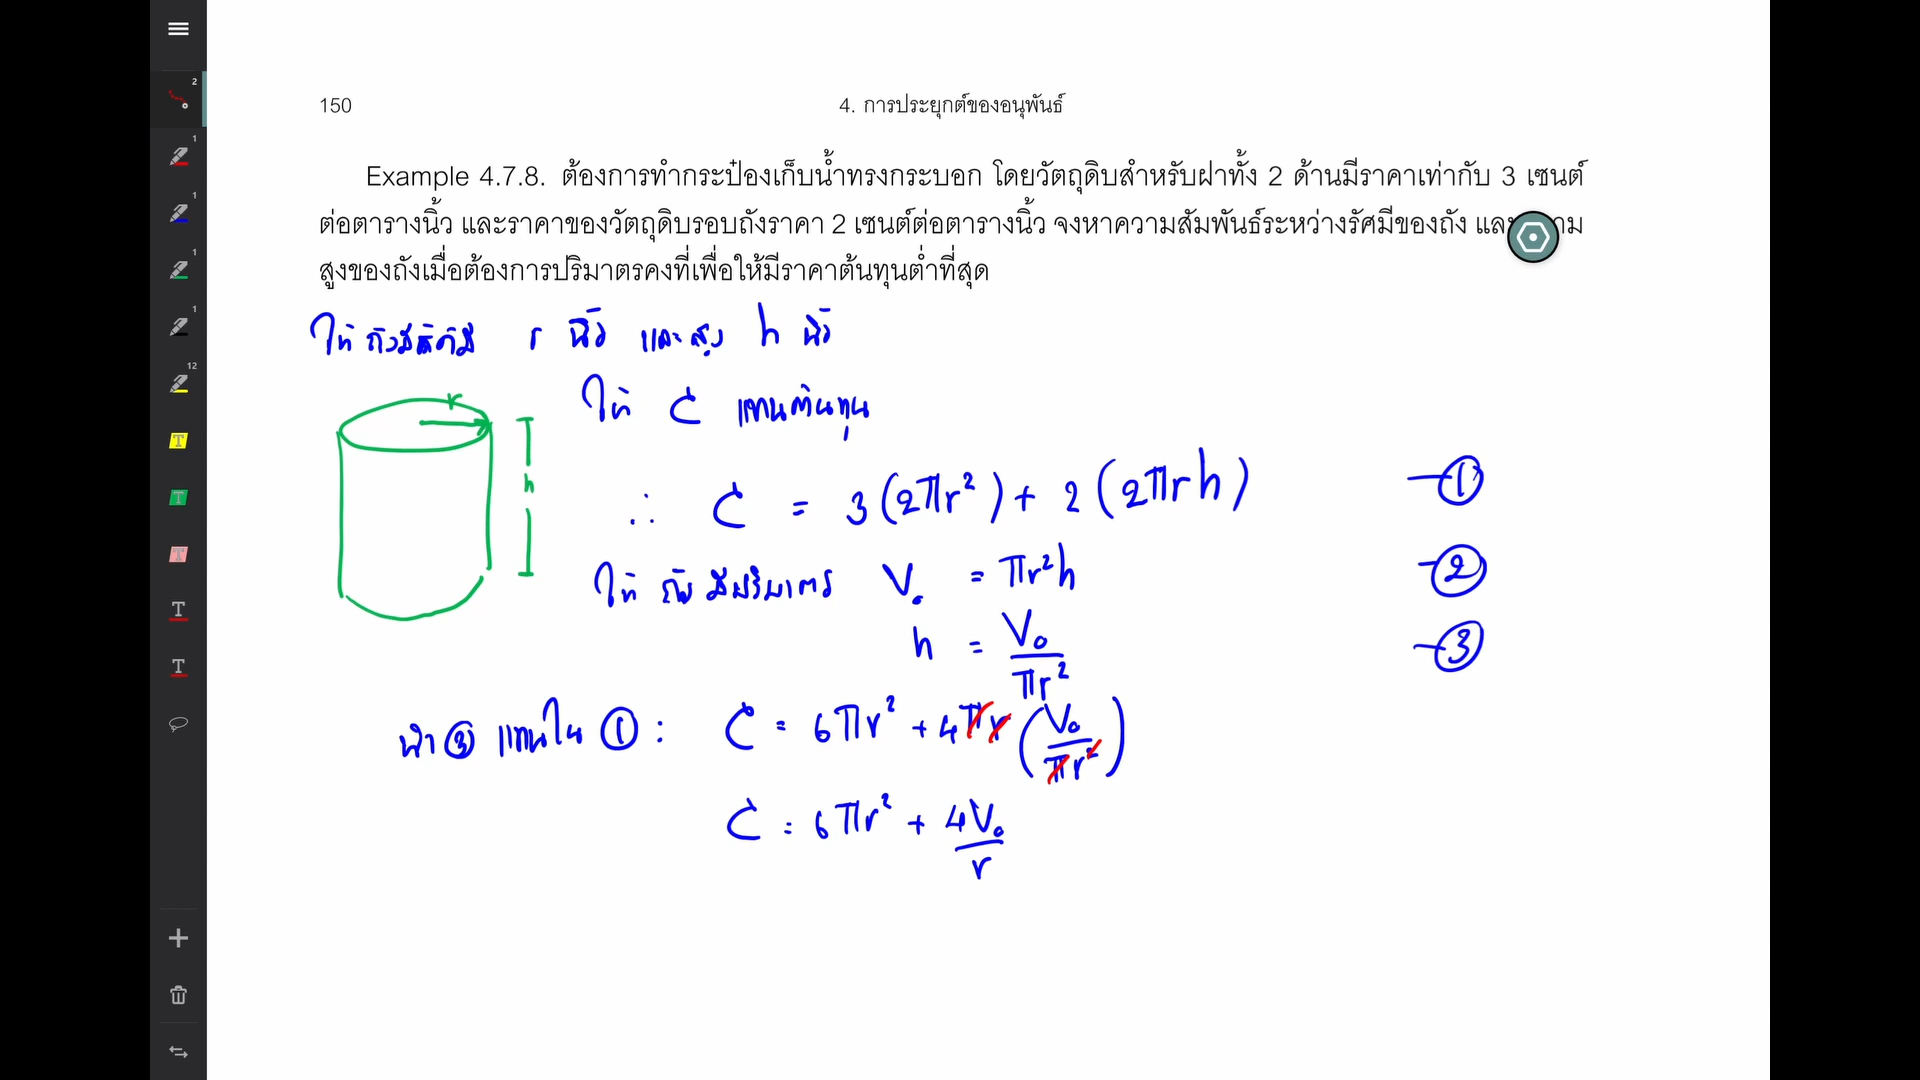 150
4. การประยุกต์ของอนุพันธ์
Example 4.7.8. ต้องการทำกระป๋องเก็บน้ำทรงกระบอก โดยวัตถุดิบสำหรับฝาทั้ง 2 ด้านมีราคาเท่ากับ 3 เซนต์
ต่อตารางนิ้ว และราคาของวัตถุดิบรอบถังราคา 2 เซนต์ต่อตารางนิ้ว จงหาความสัมพันธ์ระหว่างรัศมีของถัง
สูงของถังเมื่อต้องการปริมาตรคงที่เพื่อให้มีราคาต้นทุนต่ำที่สุด
ให้ ถังมีรัศมี r นิ้ว และสูง h นิ้ว
ให้ C แทนต้นทุน
r
h
∴ C = 3(2πr²) + 2(2πrh) —①
ให้ ถัง มีปริมาตร V₀ = πr²h —②
h = V₀/πr² —③
นำ ③ แทนใน ① : C = 6πr² + 4πr (V₀/πr²)
C = 6πr² + 4V₀/r